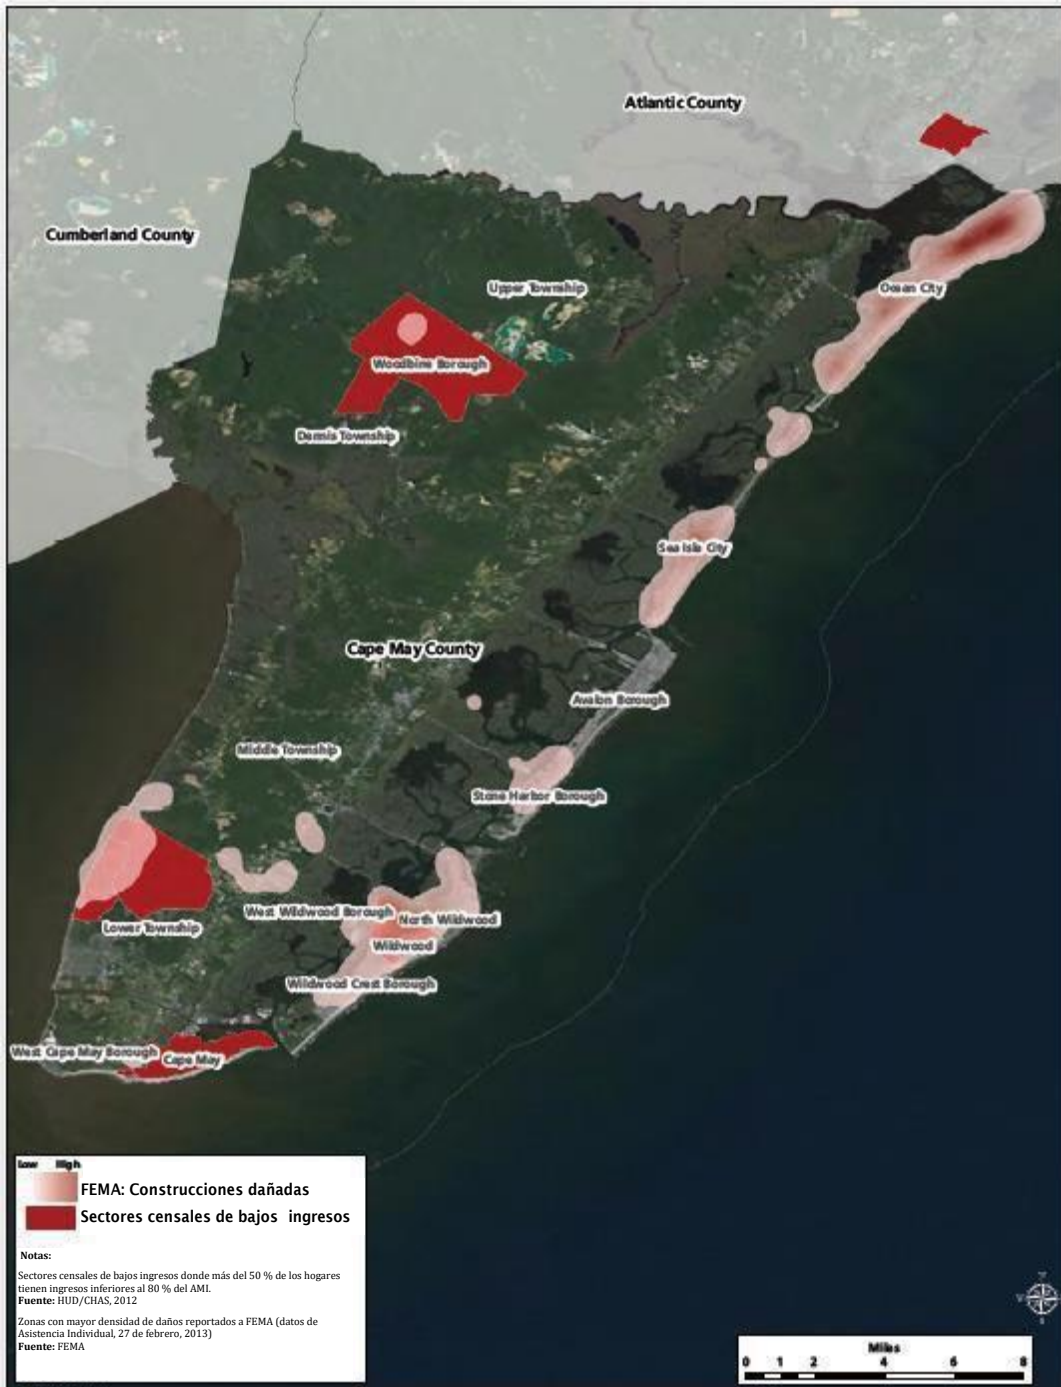 Atlantic County
Cumberland County
Upper Township
Ocean City
Woodbine Borough
Dennis Township
Sea Isle City
Cape May County
Avalon Borough
Middle Township
Stone Harbor Borough
West Wildwood Borough
North Wildwood
Lower Township
Wildwood
Wildwood Crest Borough
West Cape May Borough
Cape May
Low High
FEMA: Construcciones dañadas
Sectores censales de bajos ingresos
Notas:
Sectores censales de bajos ingresos donde más del 50 % de los hogares
tienen ingresos inferiores al 80 % del AMI.
Fuente: HUD/CHAS, 2012
Zonas con mayor densidad de daños reportados a FEMA (datos de
Asistencia Individual, 27 de febrero, 2013)
Fuente: FEMA
Miles
0 1 2 4 6 8